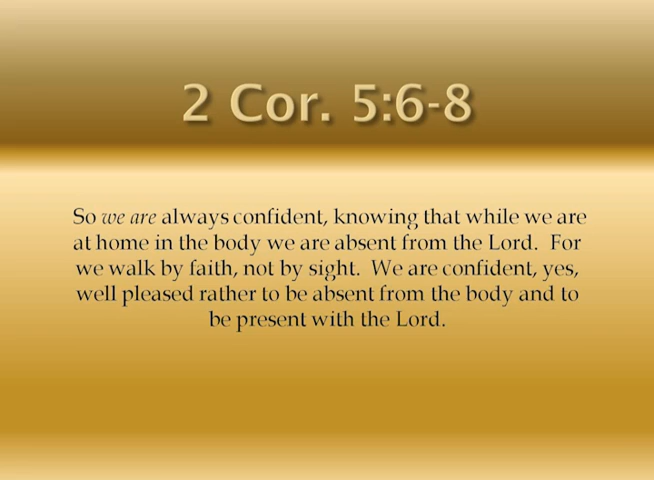 2 Cor. 5:6-8
So we are always confident, knowing that while we are
at home in the body we are absent from the Lord.  For
we walk by faith, not by sight.  We are confident, yes,
well pleased rather to be absent from the body and to
be present with the Lord.